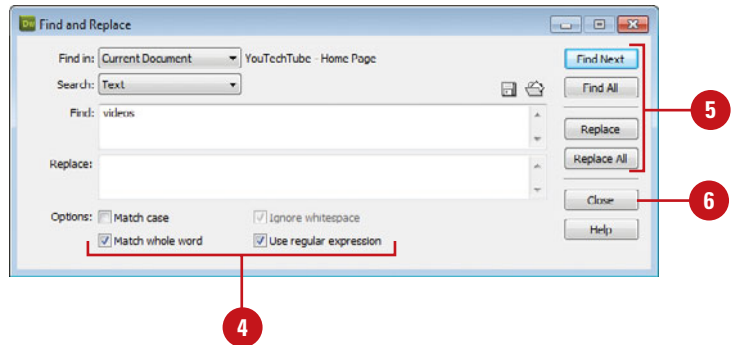 Dw Find and Replace
Find in: Current Document YouTechTube - Home Page Find Next
Search: Text Find All
Find: videos
5
Replace
Replace: Replace All
Close 6
Options: Match case Ignore whitespace
Help
Match whole word Use regular expression
4